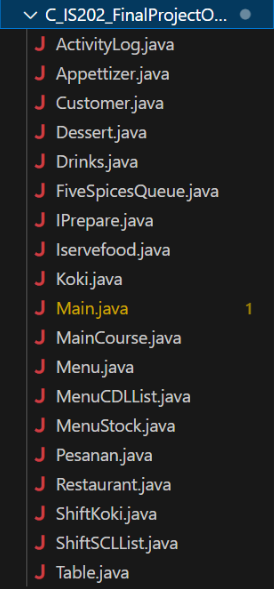 C_IS202_FinalProjectO...
J ActivityLog.java
J Appettizer.java
J Customer.java
J Dessert.java
J Drinks.java
J FiveSpicesQueue.java
J IPrepare.java
J Iservefood.java
J Koki.java
J Main.java 1
J MainCourse.java
J Menu.java
J MenuCDLList.java
J MenuStock.java
J Pesanan.java
J Restaurant.java
J ShiftKoki.java
J ShiftSCLList.java
J Table.java